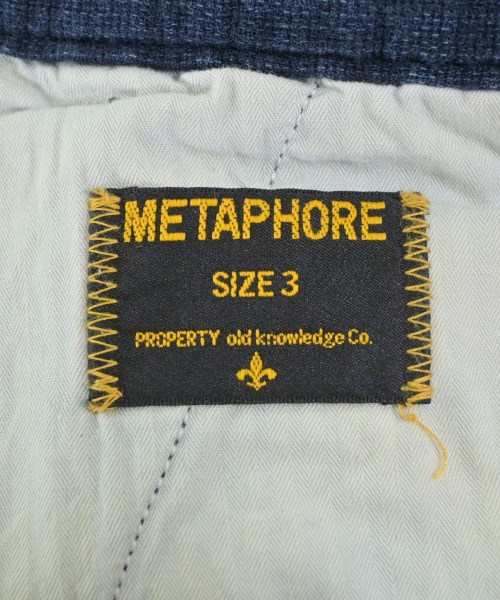 METAPHORE
SIZE 3
PROPERTY old knowledge Co.